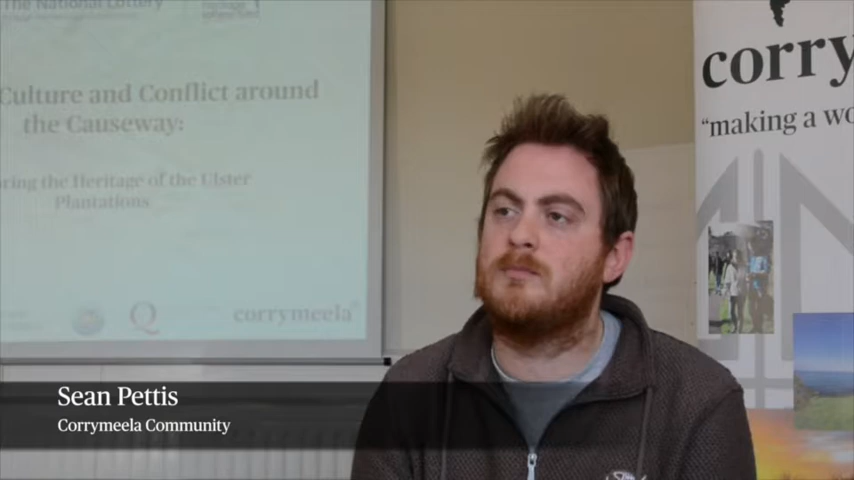 The National Lottery
Culture and Conflict around
the Causeway:
ring the Heritage of the Ulster
Plantations
Q
corrymeela
corry
"making a wo
Sean Pettis
Corrymeela Community